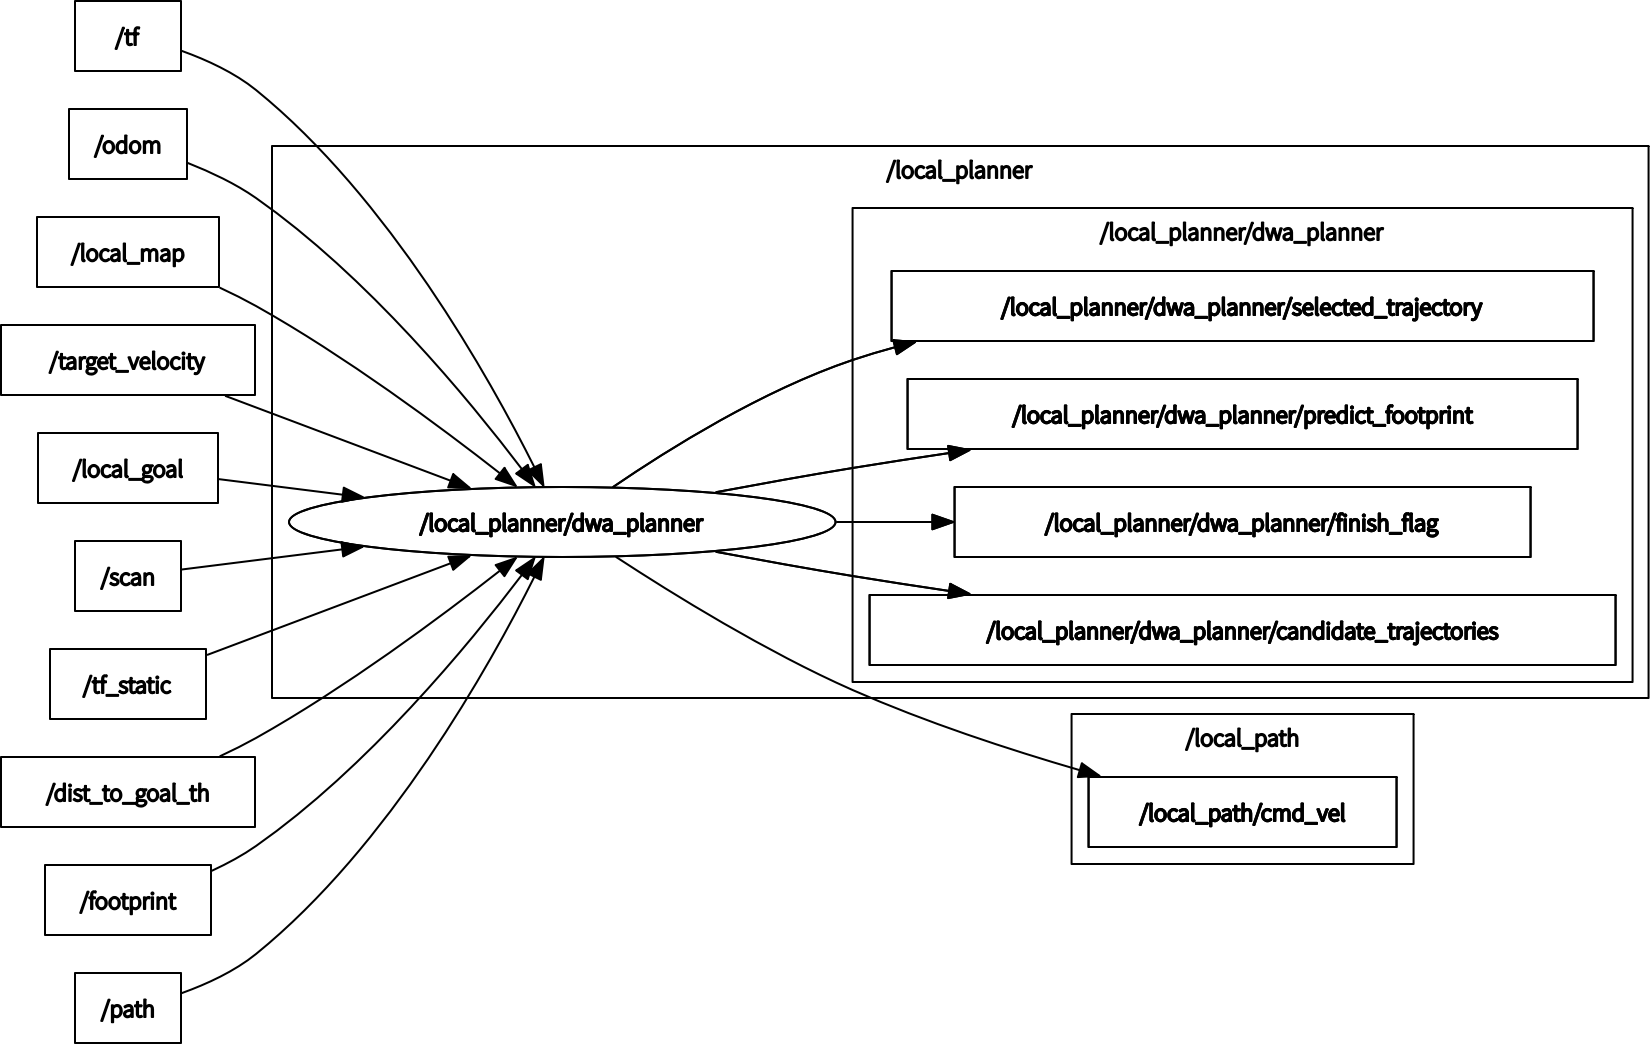 /tf
/odom
/local_map
/target_velocity
/local_goal
/scan
/tf_static
/dist_to_goal_th
/footprint
/path
/local_planner/dwa_planner
/local_planner
/local_planner/dwa_planner
/local_planner/dwa_planner/selected_trajectory
/local_planner/dwa_planner/predict_footprint
/local_planner/dwa_planner/finish_flag
/local_planner/dwa_planner/candidate_trajectories
/local_path
/local_path/cmd_vel